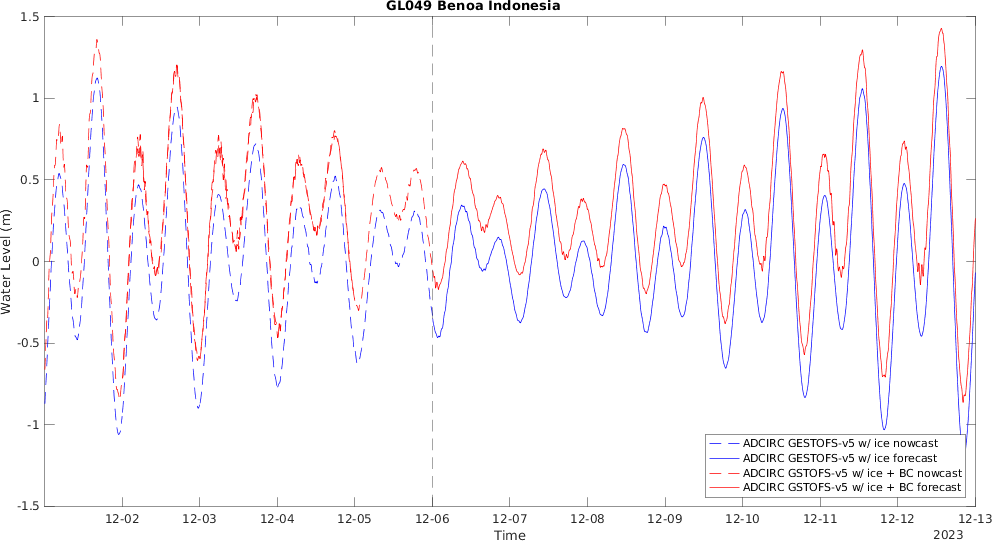 GL049 Benoa Indonesia
1.5
1
0.5
0
-0.5
-1
-1.5
Water Level (m)
ADCIRC GESTOFS-v5 w/ ice nowcast
ADCIRC GESTOFS-v5 w/ ice forecast
ADCIRC GSTOFS-v5 w/ ice + BC nowcast
ADCIRC GSTOFS-v5 w/ ice + BC forecast
12-02 12-03 12-04 12-05 12-06 12-07 12-08 12-09 12-10 12-11 12-12 12-13
Time
2023